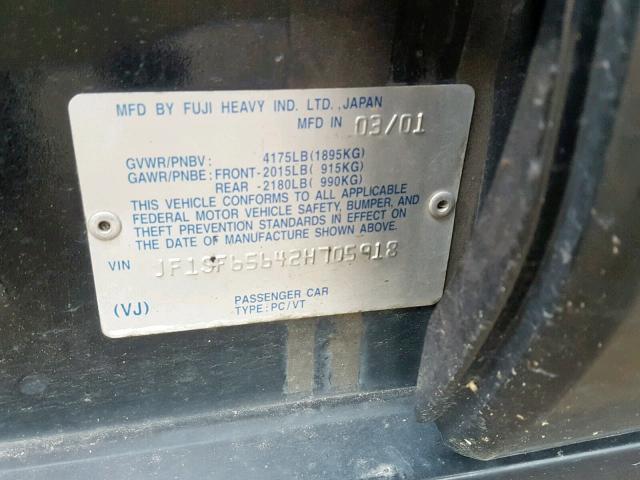 MFD BY FUJI HEAVY IND. LTD.,JAPAN
MFD IN 03/01
GVWR/PNBV: 4175LB(1895KG)
GAWR/PNBE:FRONT-2015LB( 915KG)
REAR -2180LB( 990KG)
THIS VEHICLE CONFORMS TO ALL APPLICABLE
FEDERAL MOTOR VEHICLE SAFETY, BUMPER, AND
THEFT PREVENTION STANDARDS IN EFFECT ON
THE DATE OF MANUFACTURE SHOWN ABOVE.
VIN JF1SF65642H705918
PASSENGER CAR
(VJ) TYPE:PC/VT